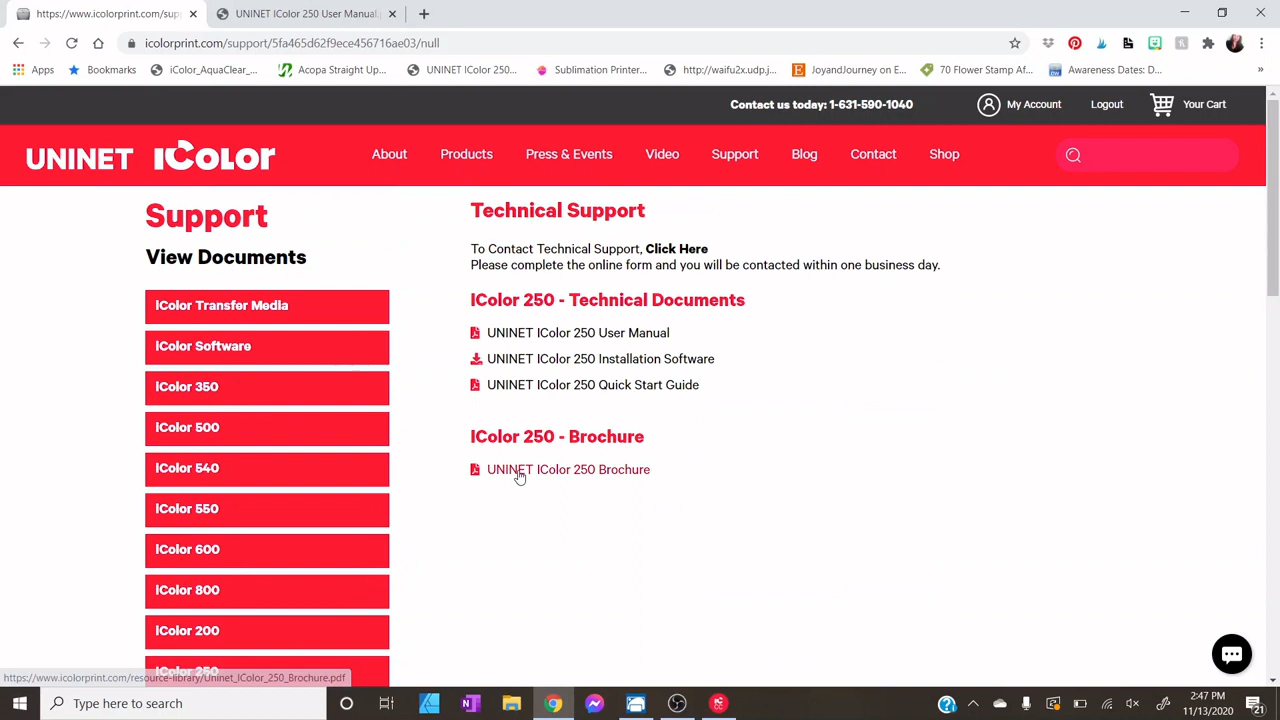 https://www.icolorprint.com/supp
UNINET IColor 250 User Manual.
icolorprint.com/support/5fa465d62f9ece456716ae03/null
Apps
Bookmarks
iColor_AquaClear_...
Acopa Straight Up...
UNINET IColor 250...
Sublimation Printer...
http://waifu2x.udp.j...
JoyandJourney on E...
70 Flower Stamp Af...
Awareness Dates: D...
»
Contact us today: 1-631-590-1040
My Account
Logout
Your Cart
UNINET IColor
About
Products
Press & Events
Video
Support
Blog
Contact
Shop
Support
View Documents
IColor Transfer Media
IColor Software
IColor 350
IColor 500
IColor 540
IColor 550
IColor 600
IColor 800
IColor 200
IColor 250
Technical Support
To Contact Technical Support, Click Here
Please complete the online form and you will be contacted within one business day.
IColor 250 - Technical Documents
UNINET IColor 250 User Manual
UNINET IColor 250 Installation Software
UNINET IColor 250 Quick Start Guide
IColor 250 - Brochure
UNINET IColor 250 Brochure
https://www.icolorprint.com/resource-library/Uninet_IColor_250_Brochure.pdf
Type here to search
2:47 PM
11/13/2020
21